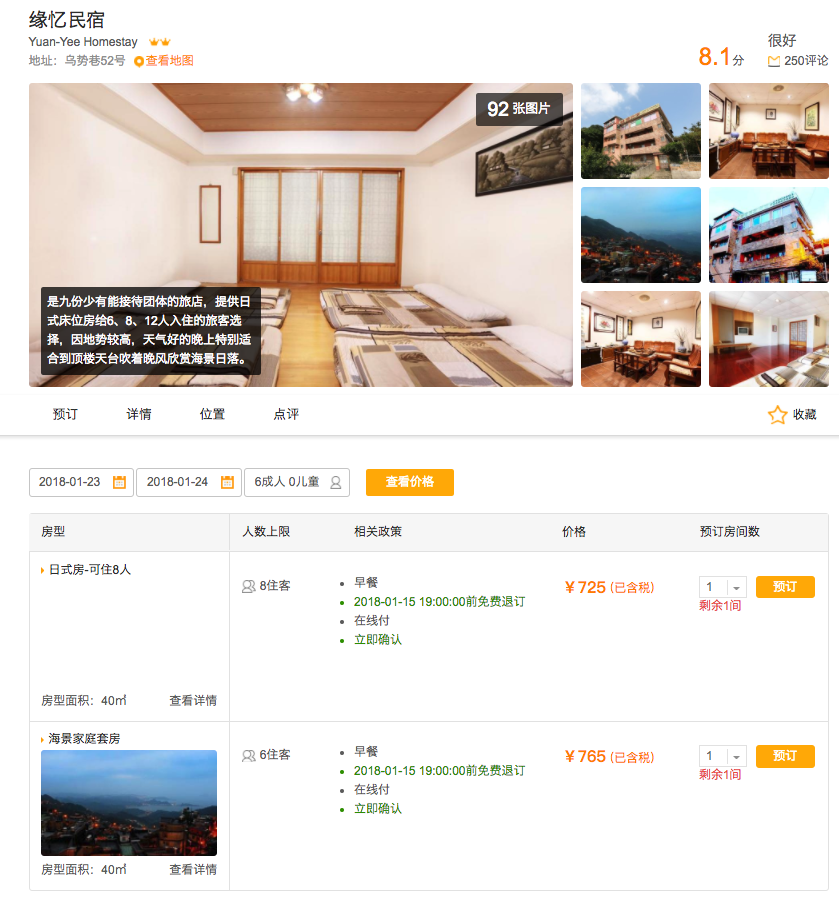 缘忆民宿
Yuan-Yee Homestay
地址：乌势巷52号 查看地图
8.1分
很好
250评论
92 张图片
是九份少有能接待团体的旅店，提供日
式床位房给6、8、12人入住的旅客选
择，因地势较高，天气好的晚上特别适
合到顶楼天台吹着晚风欣赏海景日落。
预订 详情 位置 点评 收藏
2018-01-23 2018-01-24 6成人 0儿童 查看价格
房型 人数上限 相关政策 价格 预订房间数
日式房-可住8人
8住客
早餐
2018-01-15 19:00:00前免费退订
在线付
立即确认
￥725 (已含税)
1 预订
剩余1间
房型面积：40㎡ 查看详情
海景家庭套房
6住客
早餐
2018-01-15 19:00:00前免费退订
在线付
立即确认
￥765 (已含税)
1 预订
剩余1间
房型面积：40㎡ 查看详情